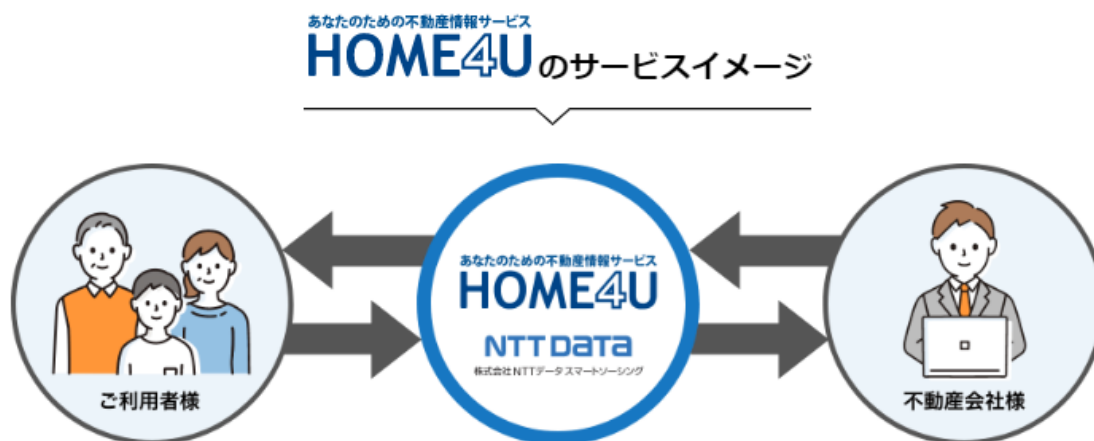 あなたのための不動産情報サービス
HOME4Uのサービスイメージ
あなたのための不動産情報サービス
HOME4U
NTT DATA
株式会社NTTデータ スマートソーシング
ご利用者様
不動産会社様